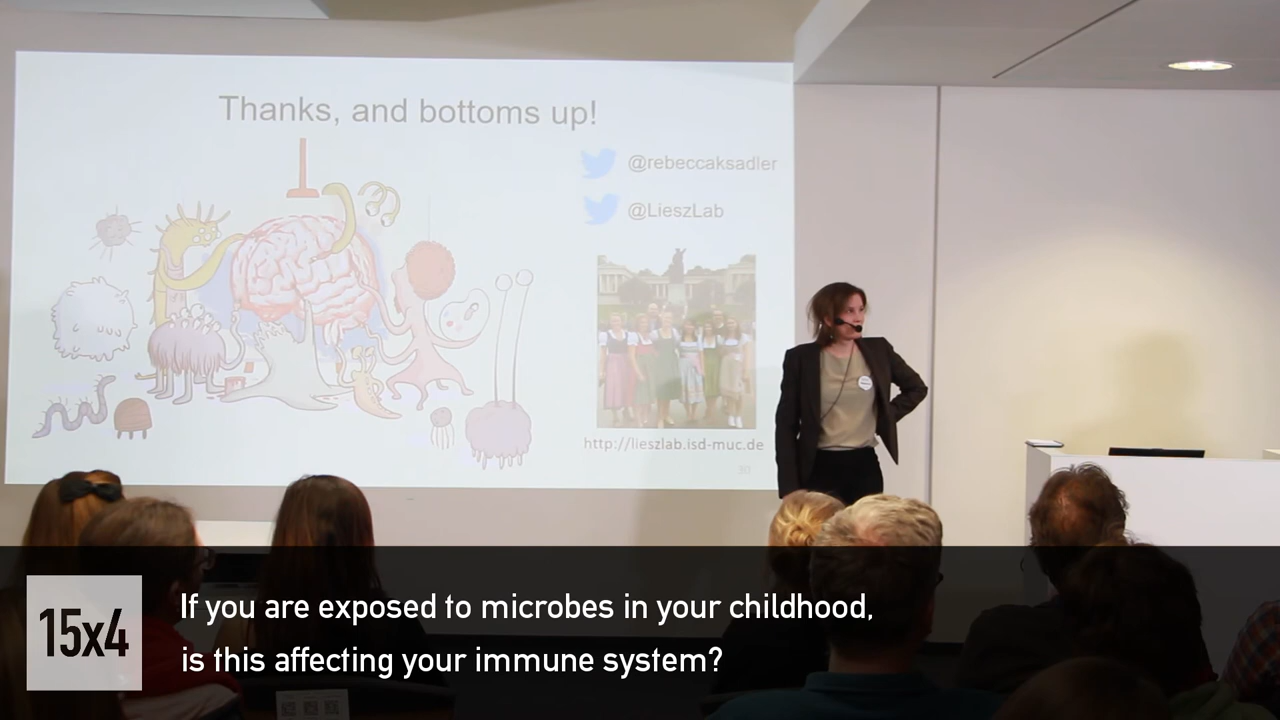 Thanks, and bottoms up!
@rebeccaksadler
@LieszLab
http://lieszlab.isd-muc.de
30
15x4
If you are exposed to microbes in your childhood,
is this affecting your immune system?